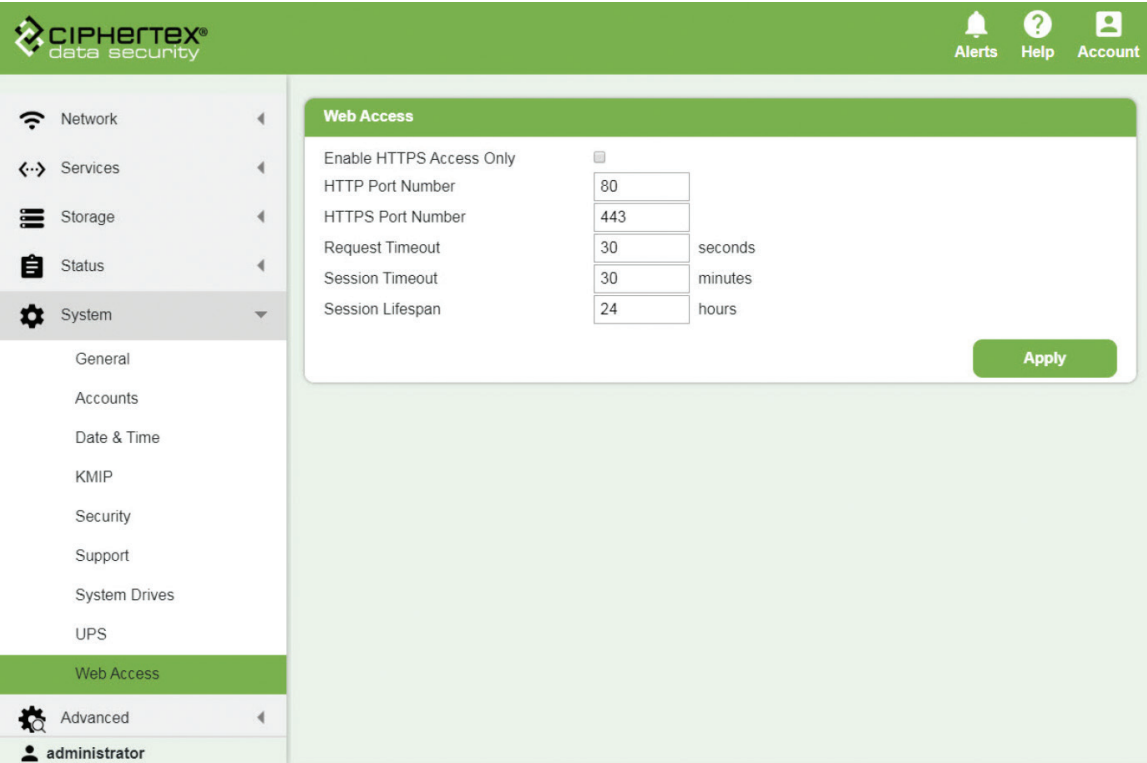 CIPHERTEX®
data security
Alerts
Help
Account
Network
Services
Storage
Status
System
General
Accounts
Date & Time
KMIP
Security
Support
System Drives
UPS
Web Access
Advanced
administrator
Web Access
Enable HTTPS Access Only
HTTP Port Number 80
HTTPS Port Number 443
Request Timeout 30 seconds
Session Timeout 30 minutes
Session Lifespan 24 hours
Apply